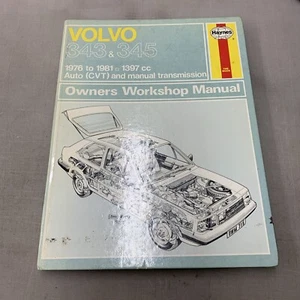 VOLVO
Haynes
343 & 345
1976 to 1981 □ 1397 cc
Auto (CVT) and manual transmission
Owners Workshop Manual